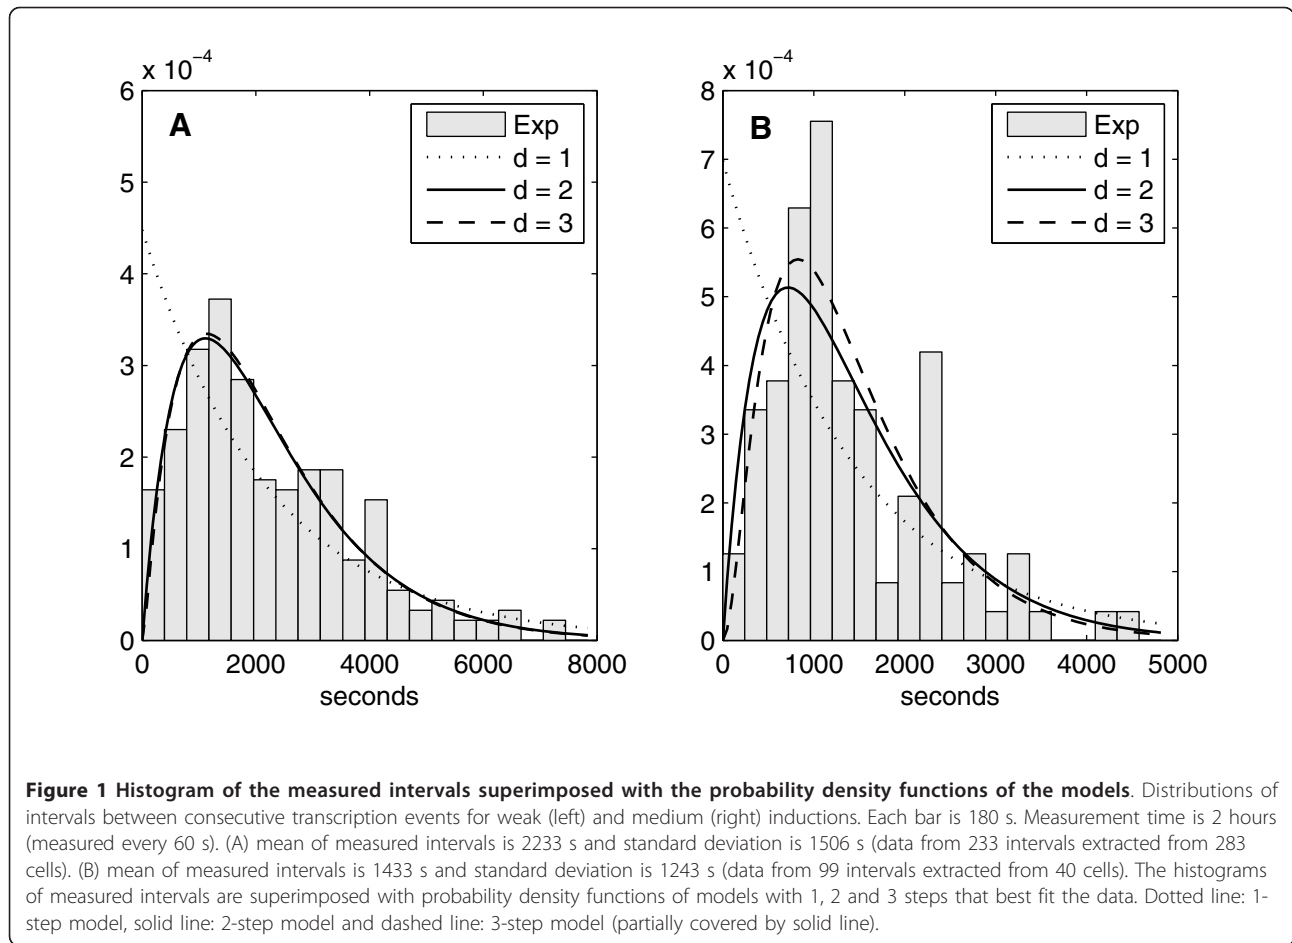 x 10⁻⁴
6
5
4
3
2
1
0
0 2000 4000 6000 8000
seconds
A
Exp
d = 1
d = 2
d = 3
x 10⁻⁴
8
7
6
5
4
3
2
1
0
0 1000 2000 3000 4000 5000
seconds
B
Exp
d = 1
d = 2
d = 3
Figure 1 Histogram of the measured intervals superimposed with the probability density functions of the models. Distributions of
intervals between consecutive transcription events for weak (left) and medium (right) inductions. Each bar is 180 s. Measurement time is 2 hours
(measured every 60 s). (A) mean of measured intervals is 2233 s and standard deviation is 1506 s (data from 233 intervals extracted from 283
cells). (B) mean of measured intervals is 1433 s and standard deviation is 1243 s (data from 99 intervals extracted from 40 cells). The histograms
of measured intervals are superimposed with probability density functions of models with 1, 2 and 3 steps that best fit the data. Dotted line: 1-
step model, solid line: 2-step model and dashed line: 3-step model (partially covered by solid line).